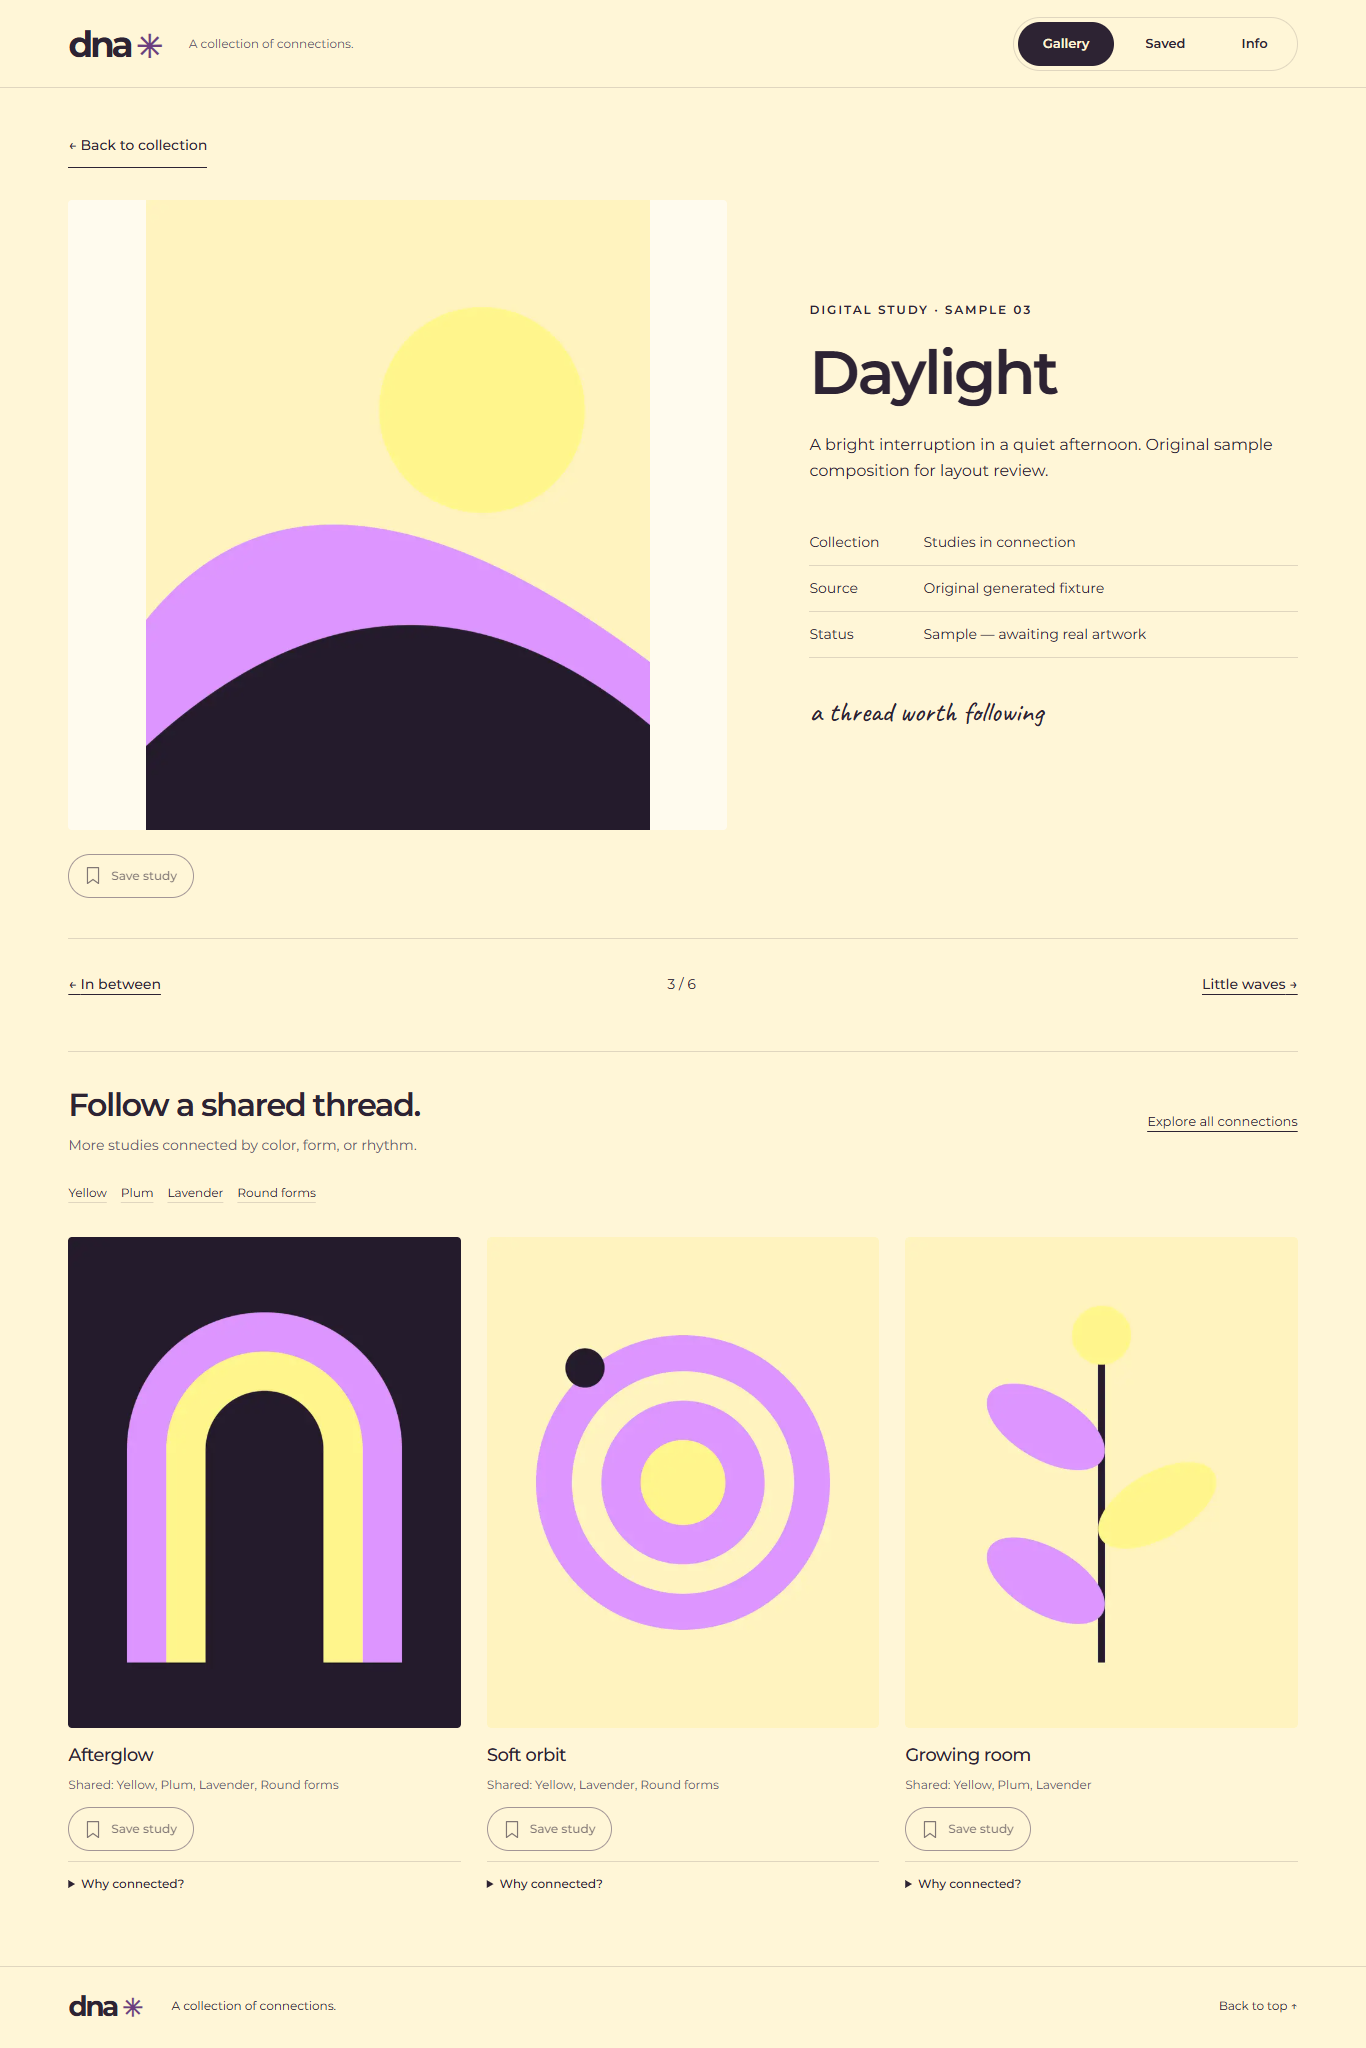 dna
A collection of connections.
Gallery
Saved
Info
← Back to collection
DIGITAL STUDY · SAMPLE 03
Daylight
A bright interruption in a quiet afternoon. Original sample
composition for layout review.
Collection Studies in connection
Source Original generated fixture
Status Sample — awaiting real artwork
a thread worth following
Save study
← In between
3 / 6
Little waves →
Follow a shared thread.
More studies connected by color, form, or rhythm.
Explore all connections
Yellow Plum Lavender Round forms
Afterglow
Shared: Yellow, Plum, Lavender, Round forms
Save study
▶ Why connected?
Soft orbit
Shared: Yellow, Lavender, Round forms
Save study
▶ Why connected?
Growing room
Shared: Yellow, Plum, Lavender
Save study
▶ Why connected?
dna
A collection of connections.
Back to top ↑